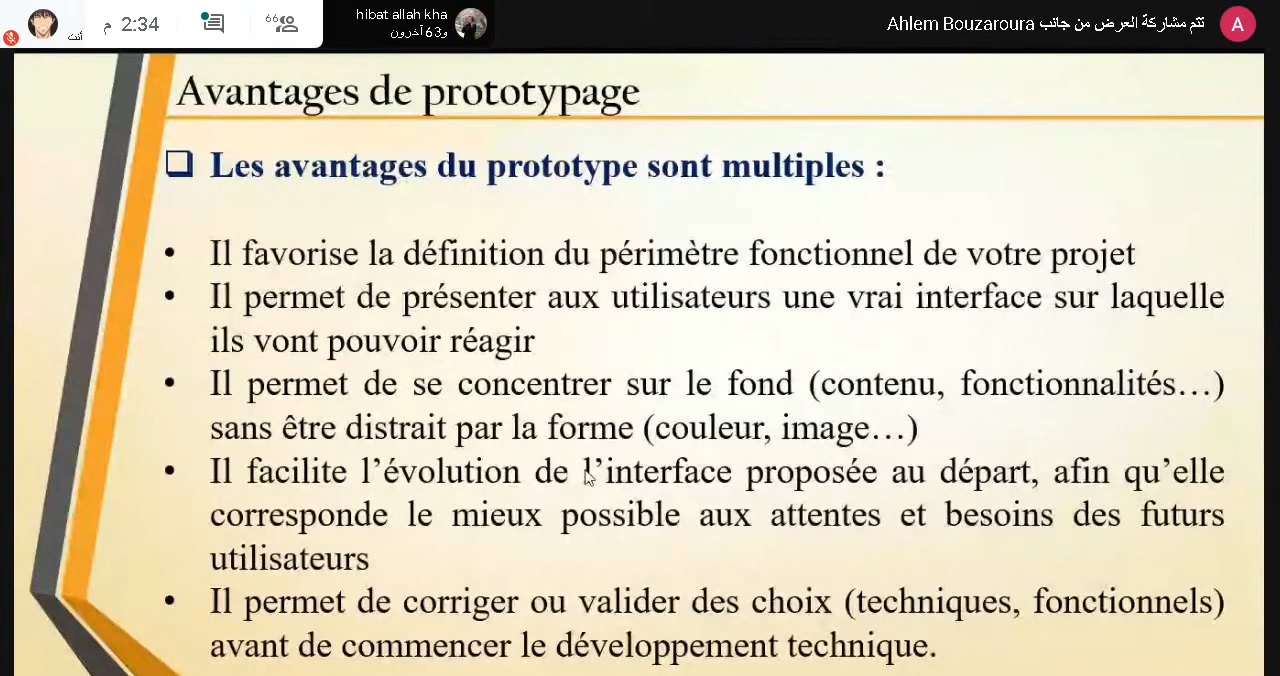 أنت
2:34 م
66
hibat allah kha
و63 آخرون
تتم مشاركة العرض من جانب Ahlem Bouzaroura
A
Avantages de prototypage
❑ Les avantages du prototype sont multiples :
• Il favorise la définition du périmètre fonctionnel de votre projet
• Il permet de présenter aux utilisateurs une vrai interface sur laquelle
ils vont pouvoir réagir
• Il permet de se concentrer sur le fond (contenu, fonctionnalités…)
sans être distrait par la forme (couleur, image…)
• Il facilite l’évolution de l’interface proposée au départ, afin qu’elle
corresponde le mieux possible aux attentes et besoins des futurs
utilisateurs
• Il permet de corriger ou valider des choix (techniques, fonctionnels)
avant de commencer le développement technique.